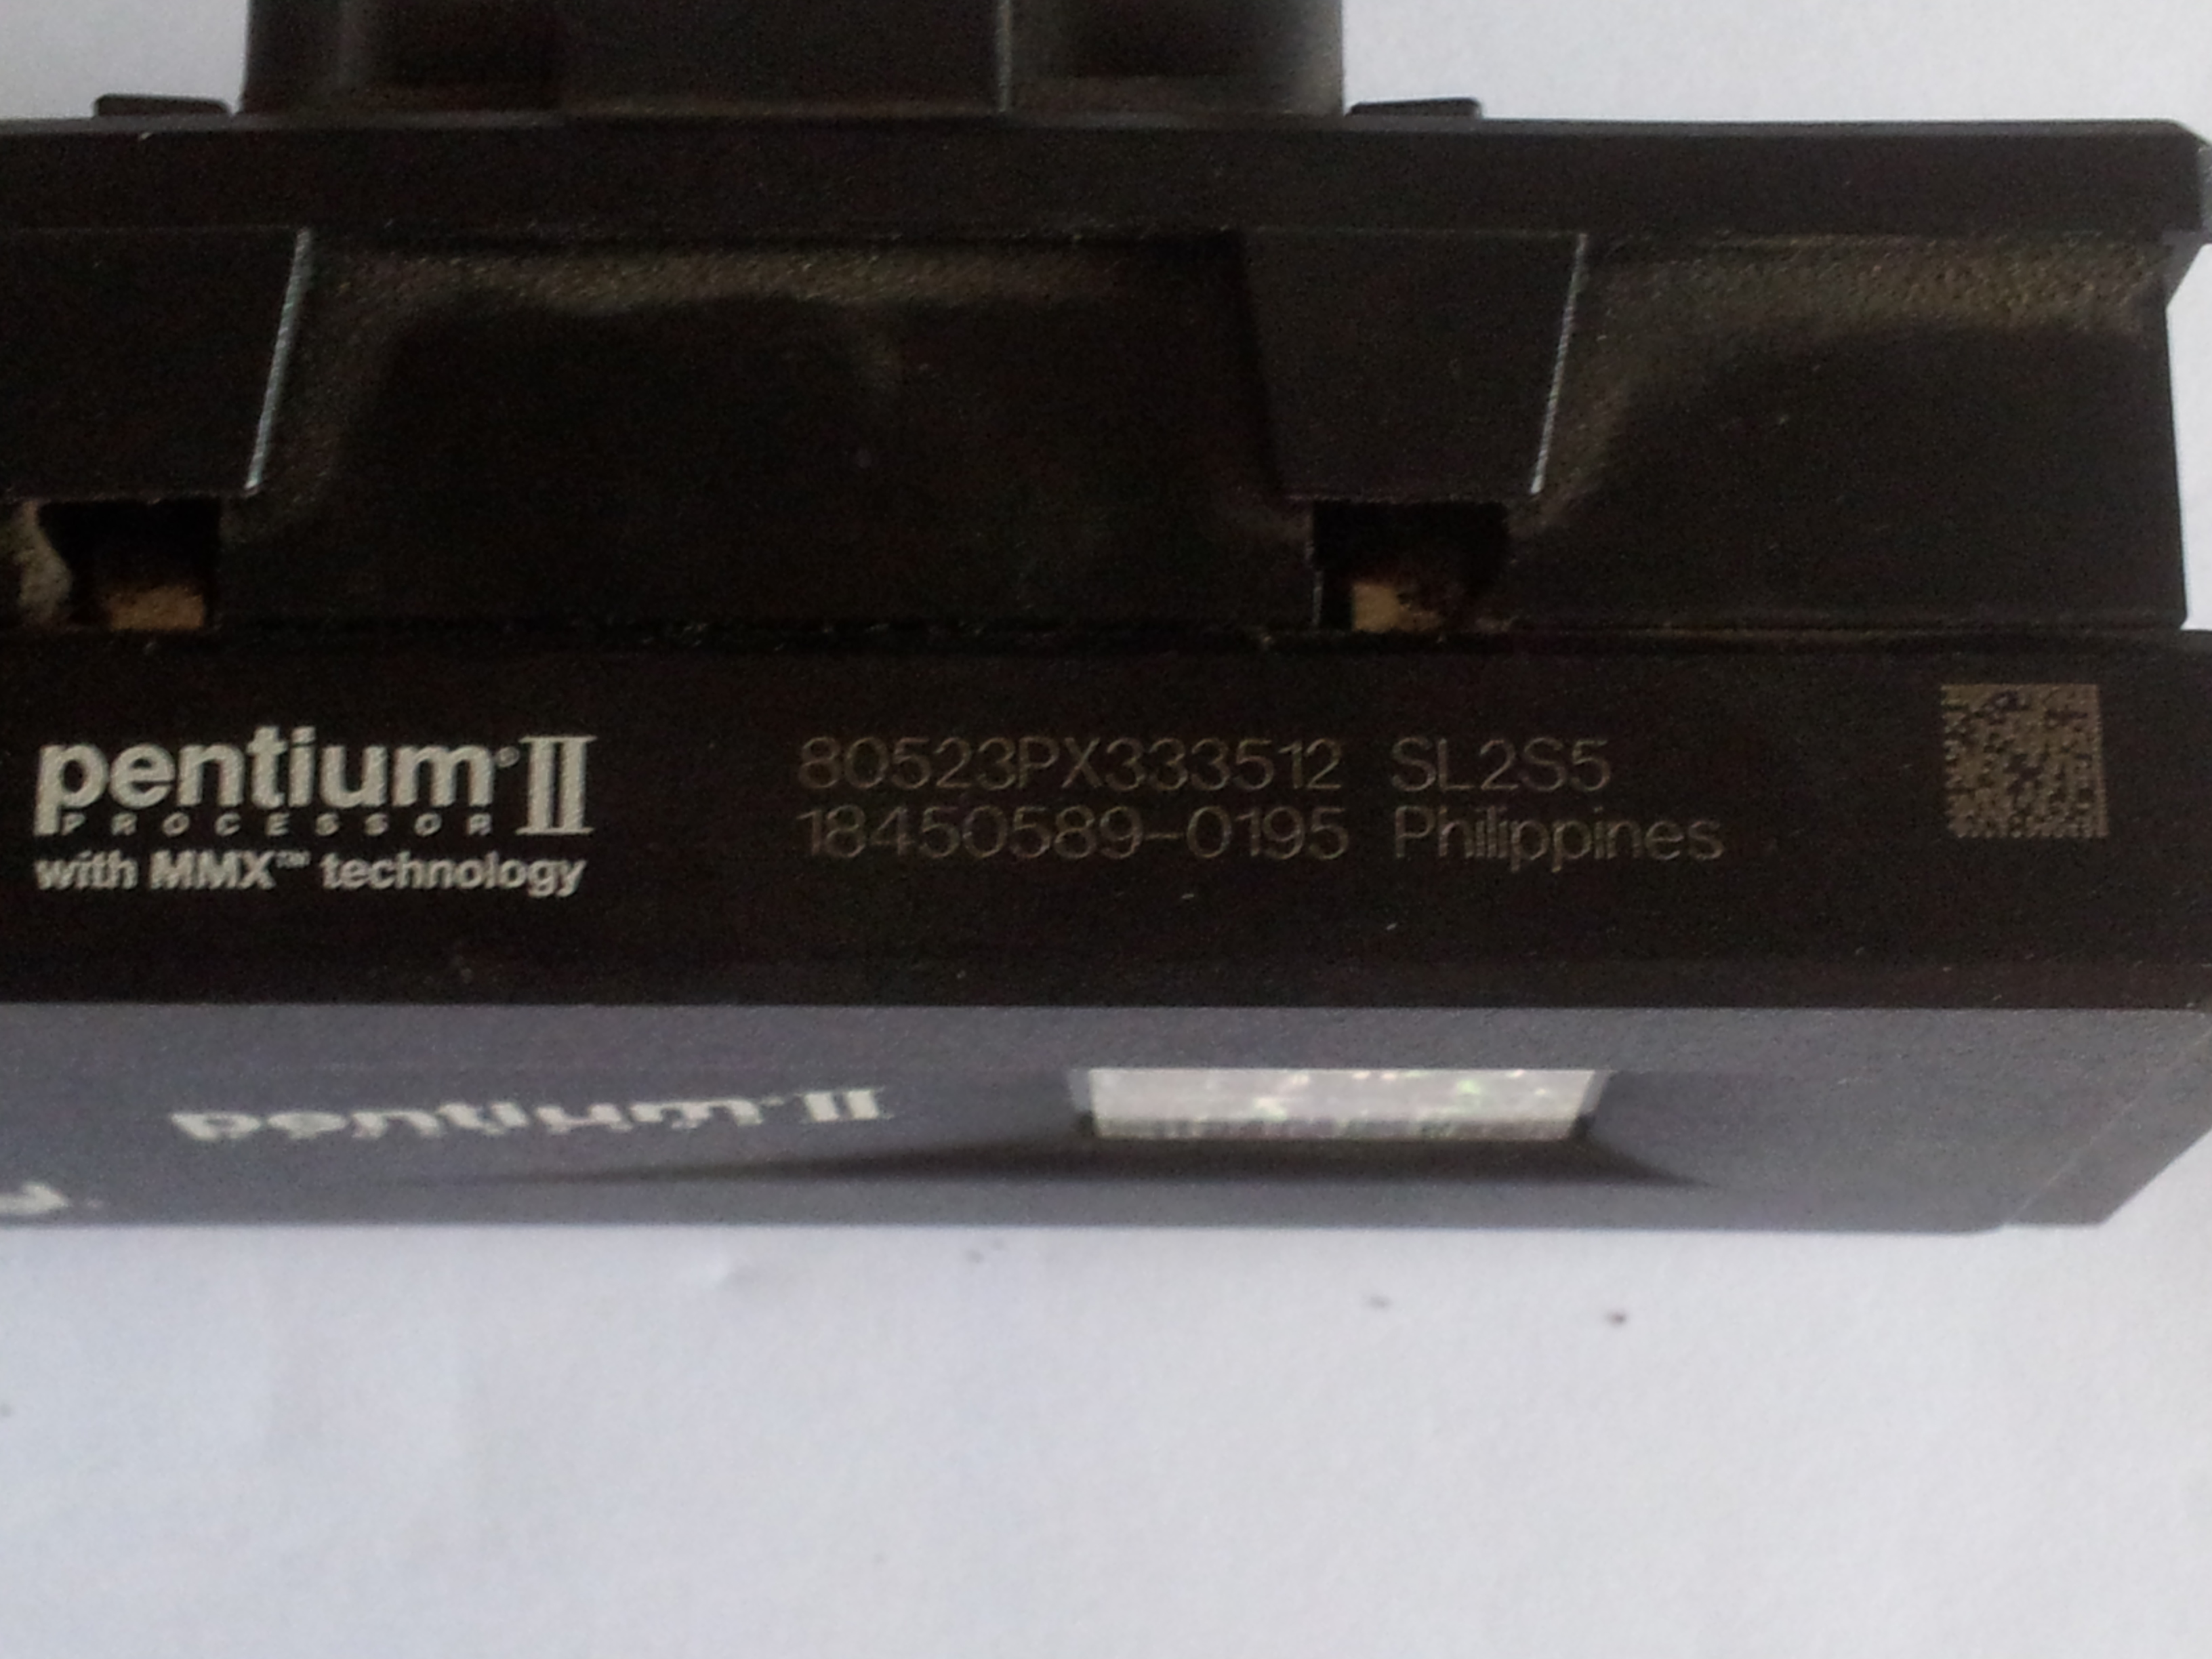 pentium® II
PROCESSOR
with MMX™ technology
80523PX333512 SL2S5
18450589-0195 Philippines
pentium® II